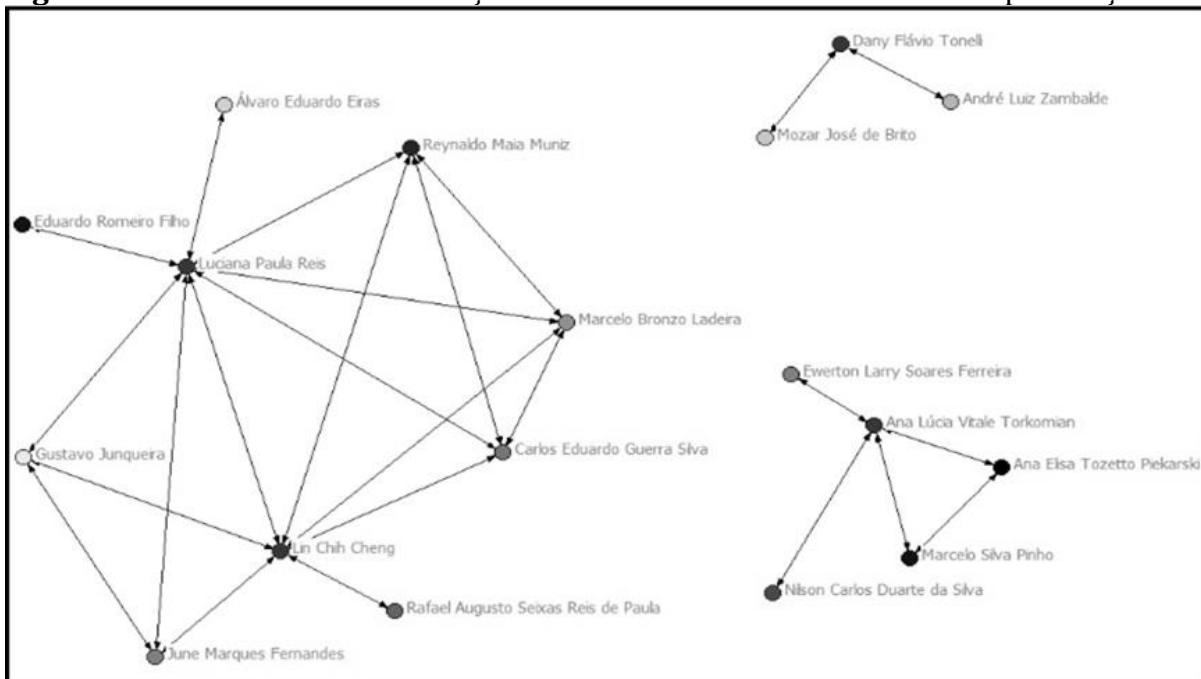 Dany Flávio Tonelli
André Luiz Zambalde
Mozar José de Brito
Álvaro Eduardo Eiras
Reynaldo Maia Muniz
Eduardo Romeiro Filho
Luciana Paula Reis
Marcelo Bronzo Ladeira
Carlos Eduardo Guerra Silva
Gustavo Junqueira
Lin Chih Cheng
Rafael Augusto Seixas Reis de Paula
June Marques Fernandes
Ewerton Larry Soares Ferreira
Ana Lúcia Vitale Torkomian
Ana Elisa Tozetto Piekarski
Marcelo Silva Pinho
Nilson Carlos Duarte da Silva